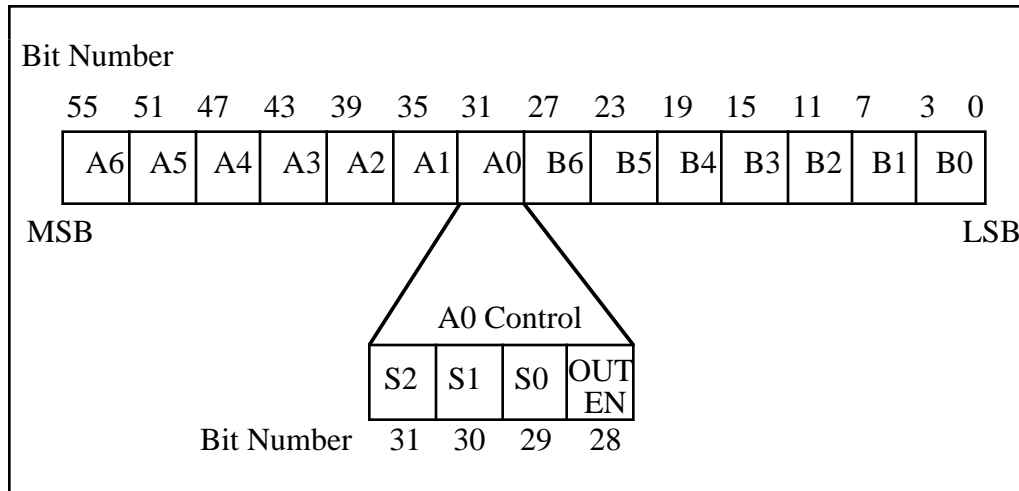 Bit Number
55 51 47 43 39 35 31 27 23 19 15 11 7 3 0
A6 A5 A4 A3 A2 A1 A0 B6 B5 B4 B3 B2 B1 B0
MSB LSB
A0 Control
S2 S1 S0 OUT EN
Bit Number 31 30 29 28